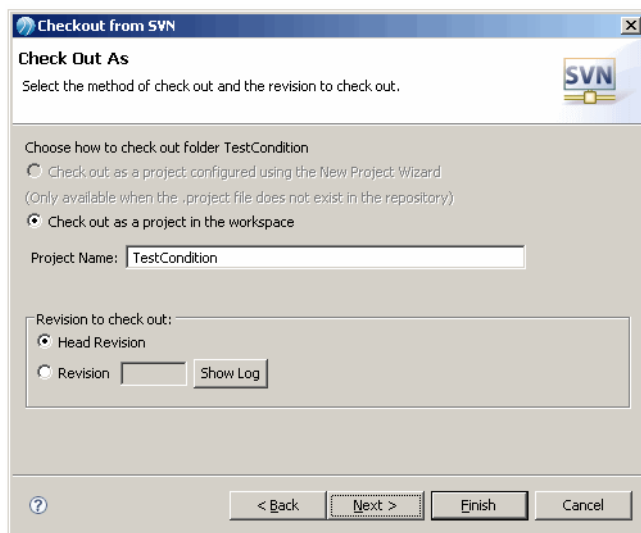 Checkout from SVN
Check Out As
Select the method of check out and the revision to check out.
SVN
Choose how to check out folder TestCondition
Check out as a project configured using the New Project Wizard
(Only available when the .project file does not exist in the repository)
Check out as a project in the workspace
Project Name: TestCondition
Revision to check out:
Head Revision
Revision Show Log
? < Back Next > Finish Cancel